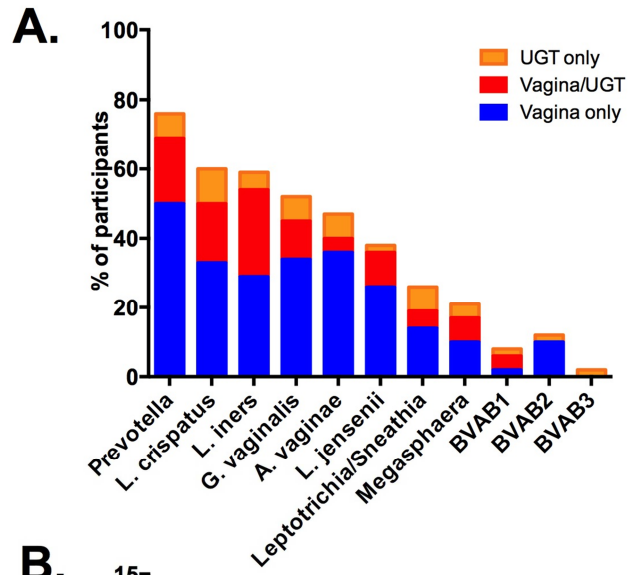 A.
100
80
60
40
20
0
% of participants
UGT only
Vagina/UGT
Vagina only
Prevotella
L. crispatus
L. iners
G. vaginalis
A. vaginae
L. jensenii
Leptotrichia/Sneathia
Megasphaera
BVAB1
BVAB2
BVAB3
B.
15